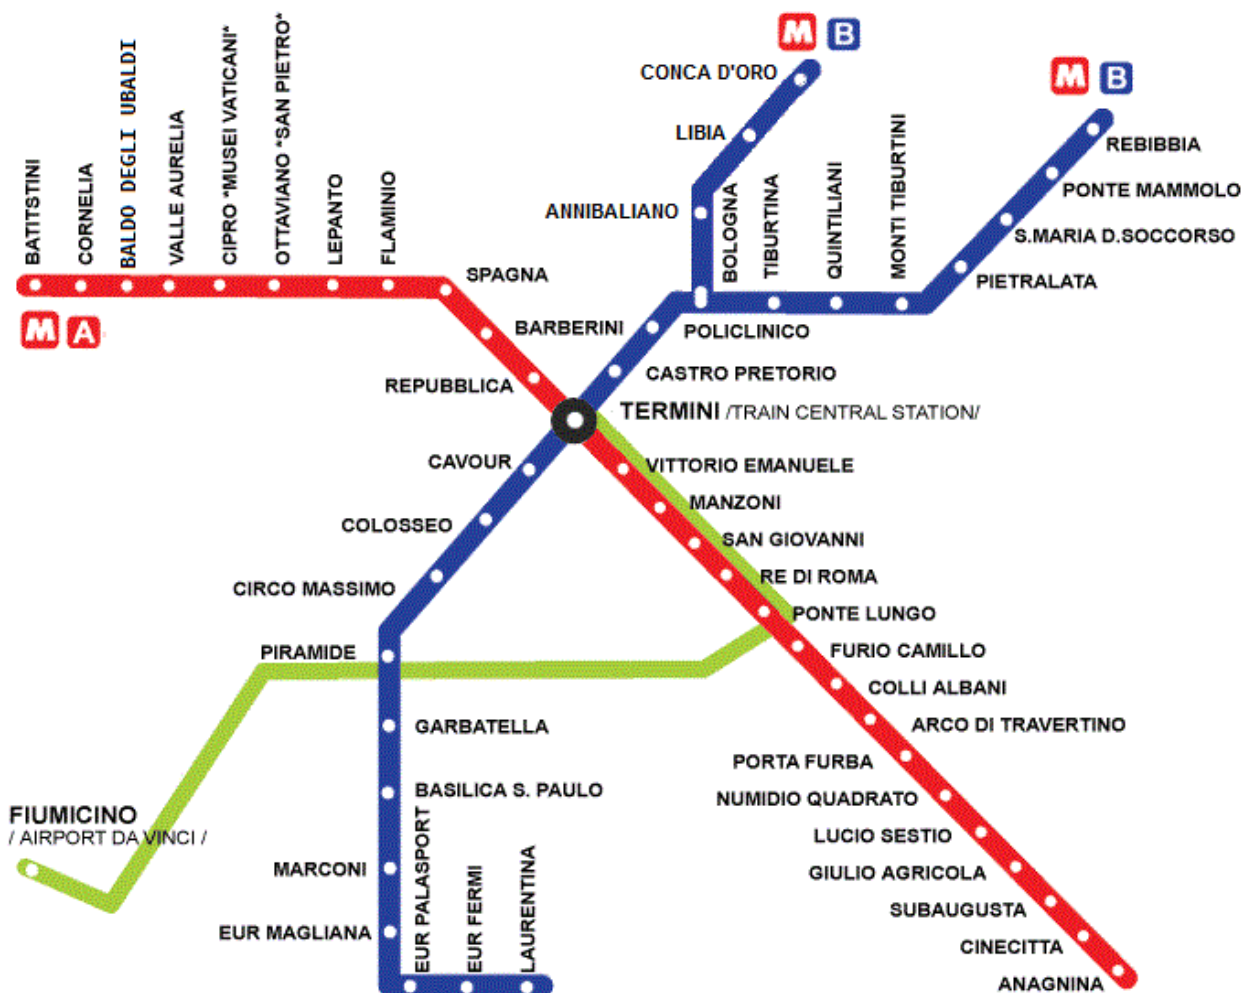 M B
CONCA D'ORO
M B
LIBIA
REBIBBIA
PONTE MAMMOLO
ANNIBALIANO
S.MARIA D.SOCCORSO
PIETRALATA
BATITSTINI
CORNELIA
BALDO DEGLI UBALDI
VALLE AURELIA
CIPRO "MUSEI VATICANI"
OTTAVIANO "SAN PIETRO"
LEPANTO
FLAMINIO
BOLOGNA
TIBURTINA
QUINTILIANI
MONTI TIBURTINI
SPAGNA
M A
BARBERINI
POLICLINICO
REPUBBLICA
CASTRO PRETORIO
TERMINI /TRAIN CENTRAL STATION/
CAVOUR
VITTORIO EMANUELE
MANZONI
COLOSSEO
SAN GIOVANNI
CIRCO MASSIMO
RE DI ROMA
PONTE LUNGO
PIRAMIDE
FURIO CAMILLO
COLLI ALBANI
GARBATELLA
ARCO DI TRAVERTINO
PORTA FURBA
BASILICA S. PAULO
NUMIDIO QUADRATO
FIUMICINO
/ AIRPORT DA VINCI /
LUCIO SESTIO
MARCONI
GIULIO AGRICOLA
SUBAUGUSTA
EUR MAGLIANA
EUR PALASPORT
EUR FERMI
LAURENTINA
CINECITTA
ANAGNINA